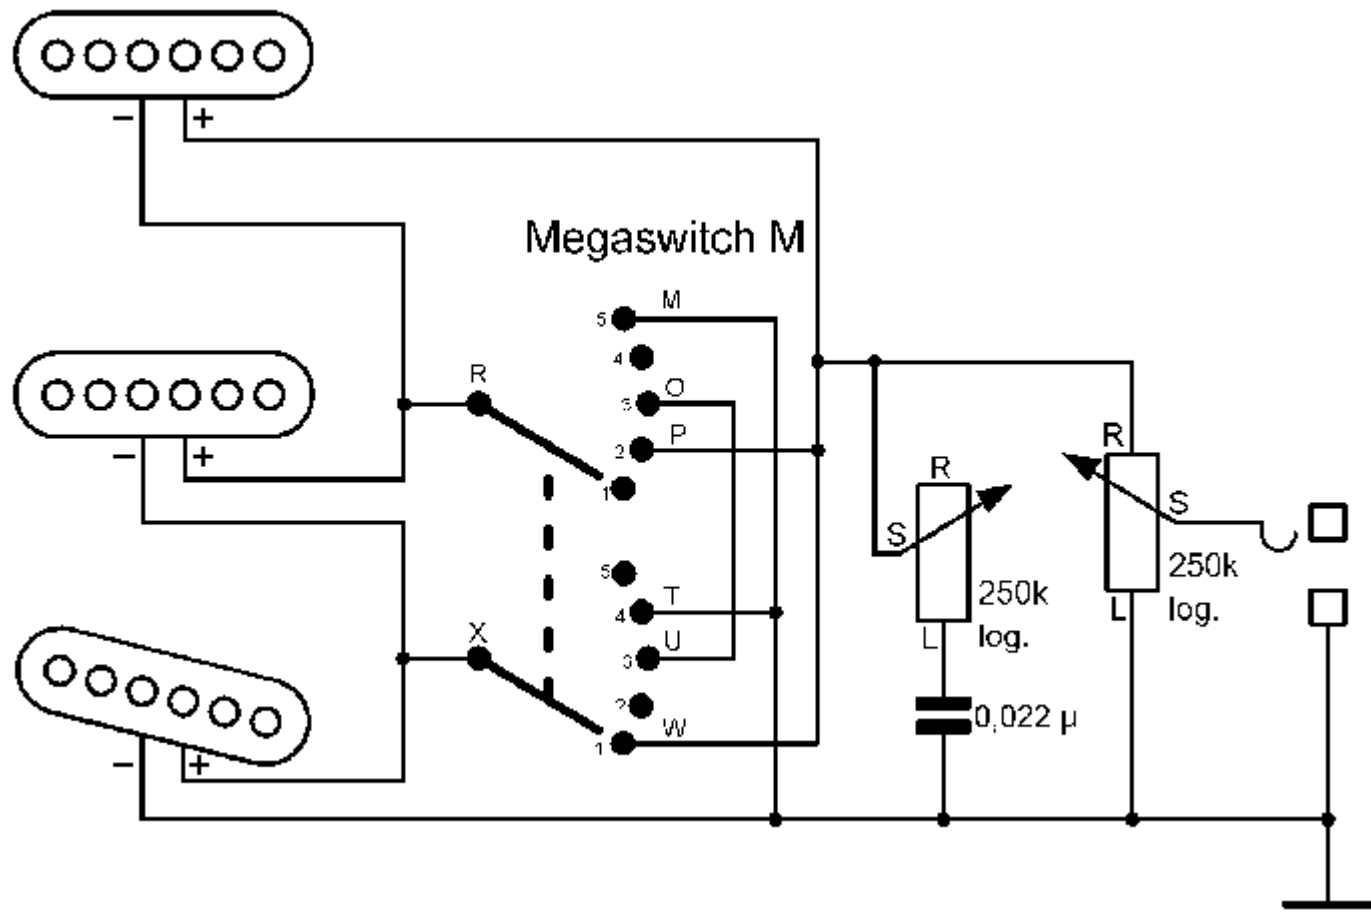 − +
Megaswitch M
5 M
4
R
3 O
2 P
1
− +
5
4 T
X
3 U
2
1 W
− +
R
S
250k
log.
L
0,022 µ
R
S
250k
log.
L